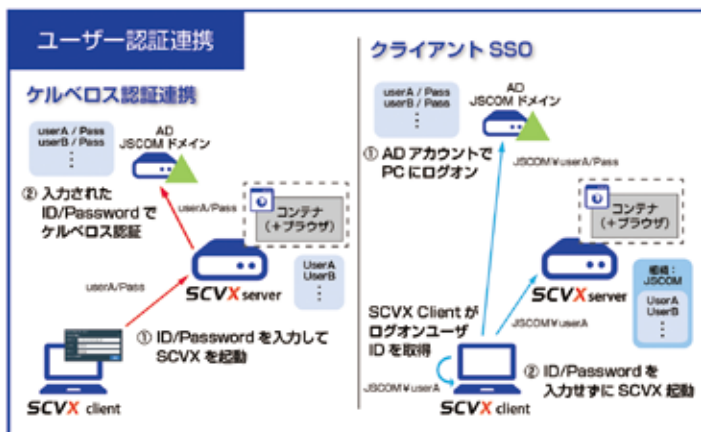 ユーザー認証連携
ケルベロス認証連携
userA / Pass
userB / Pass
⋮
AD
JSCOM ドメイン
② 入力された
ID/Password で
ケルベロス認証
userA/Pass
コンテナ
(+ブラウザ)
SCVX server
UserA
UserB
⋮
userA/Pass
① ID/Password を入力して
SCVX を起動
SCVX client
クライアント SSO
userA / Pass
userB / Pass
⋮
AD
JSCOM ドメイン
① AD アカウントで
PC にログオン
JSCOM¥userA/Pass
コンテナ
(+ブラウザ)
SCVX server
組織:
JSCOM
UserA
UserB
⋮
SCVX Client が
ログオンユーザ
ID を取得
JSCOM¥userA
JSCOM¥userA
② ID/Password を
入力せずに SCVX 起動
SCVX client